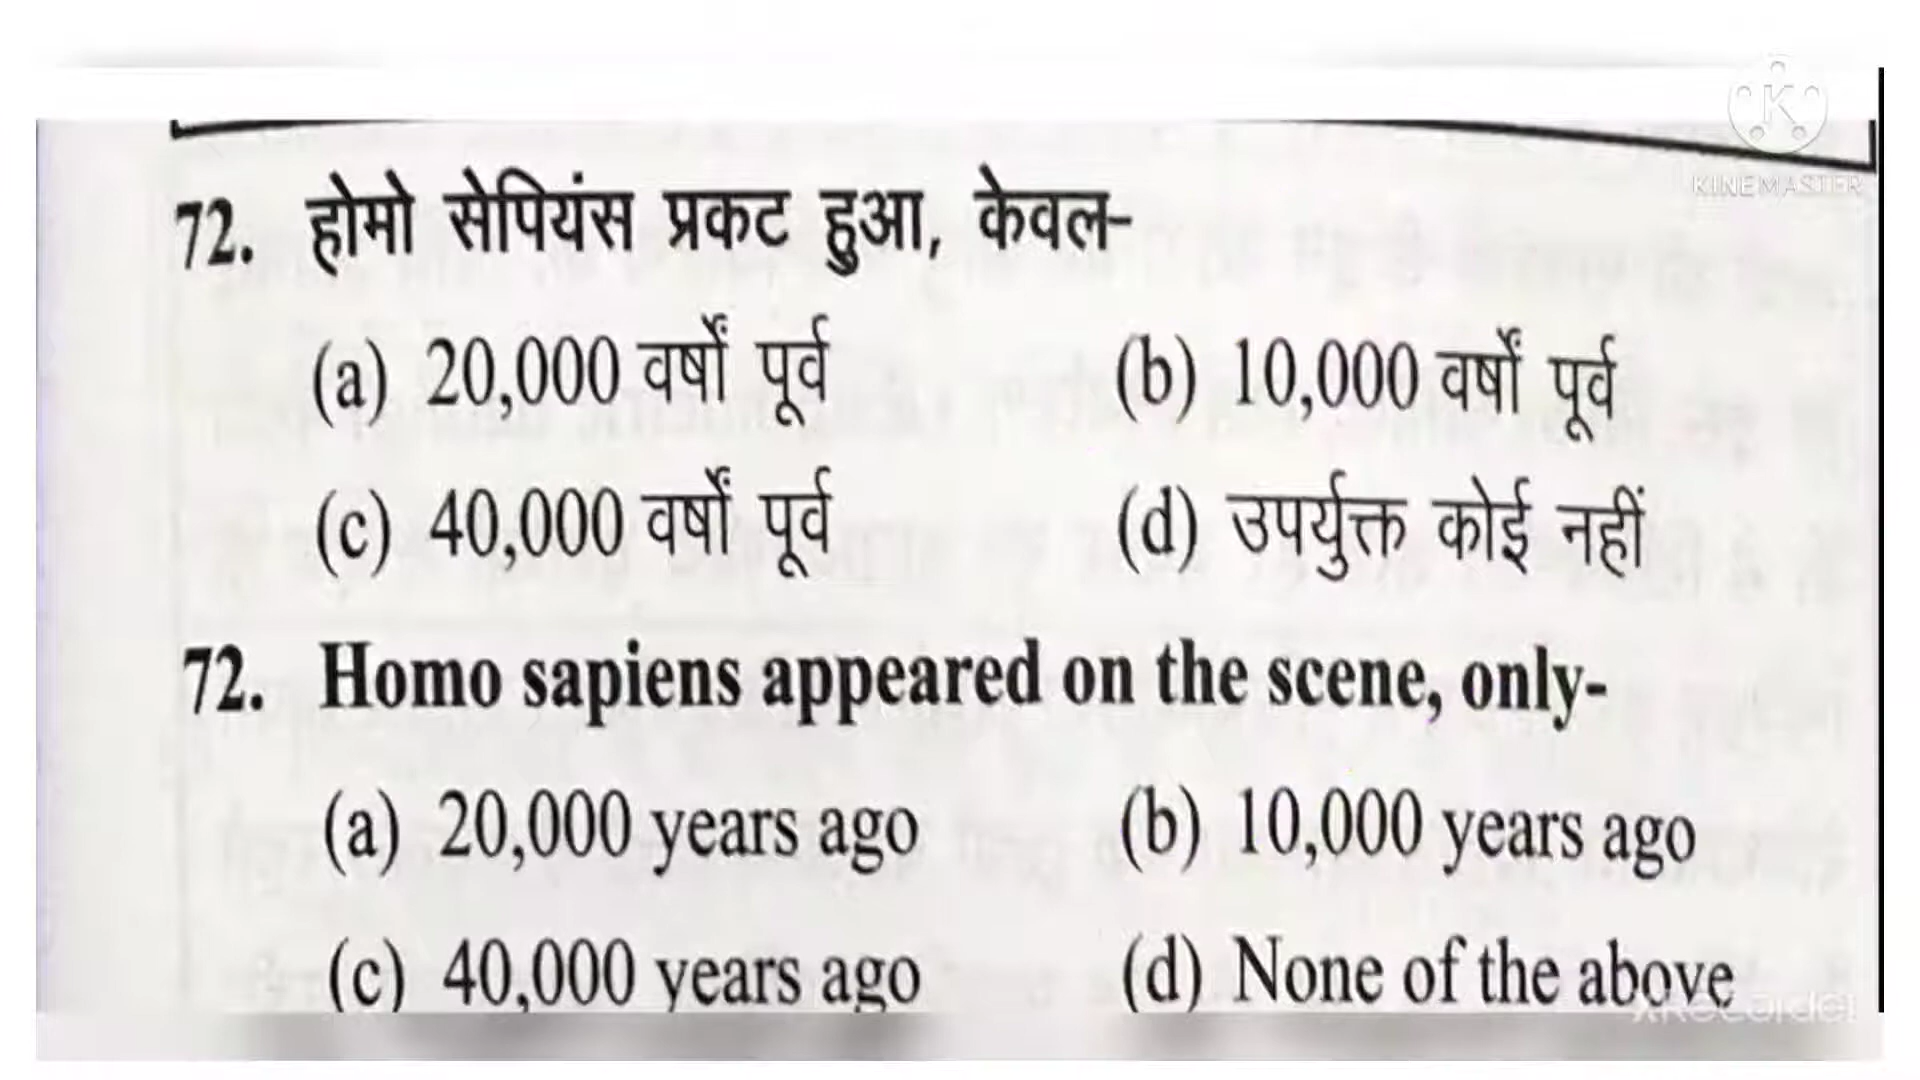 K
KINEMASTER
72. होमो सेपियंस प्रकट हुआ, केवल-
(a) 20,000 वर्षों पूर्व (b) 10,000 वर्षों पूर्व
(c) 40,000 वर्षों पूर्व (d) उपर्युक्त कोई नहीं
72. Homo sapiens appeared on the scene, only-
(a) 20,000 years ago (b) 10,000 years ago
(c) 40,000 years ago (d) None of the above
XRecorder